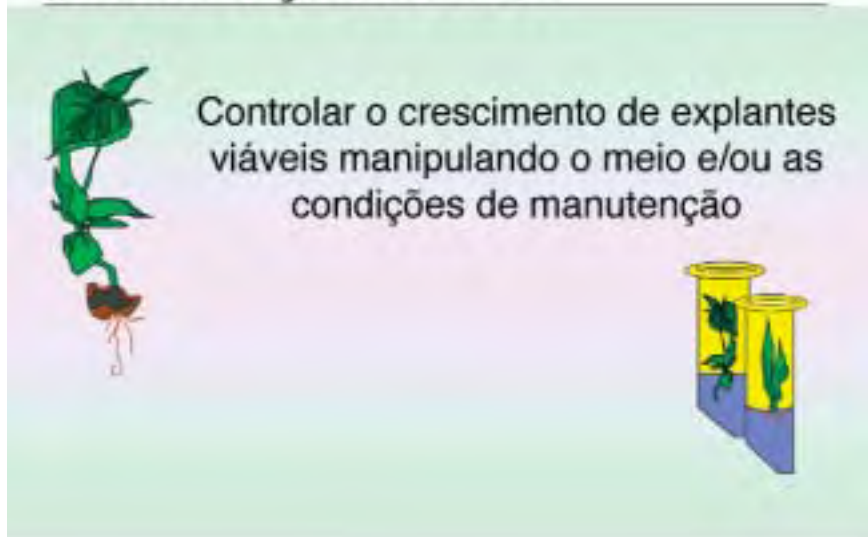 Controlar o crescimento de explantes
viáveis manipulando o meio e/ou as
condições de manutenção